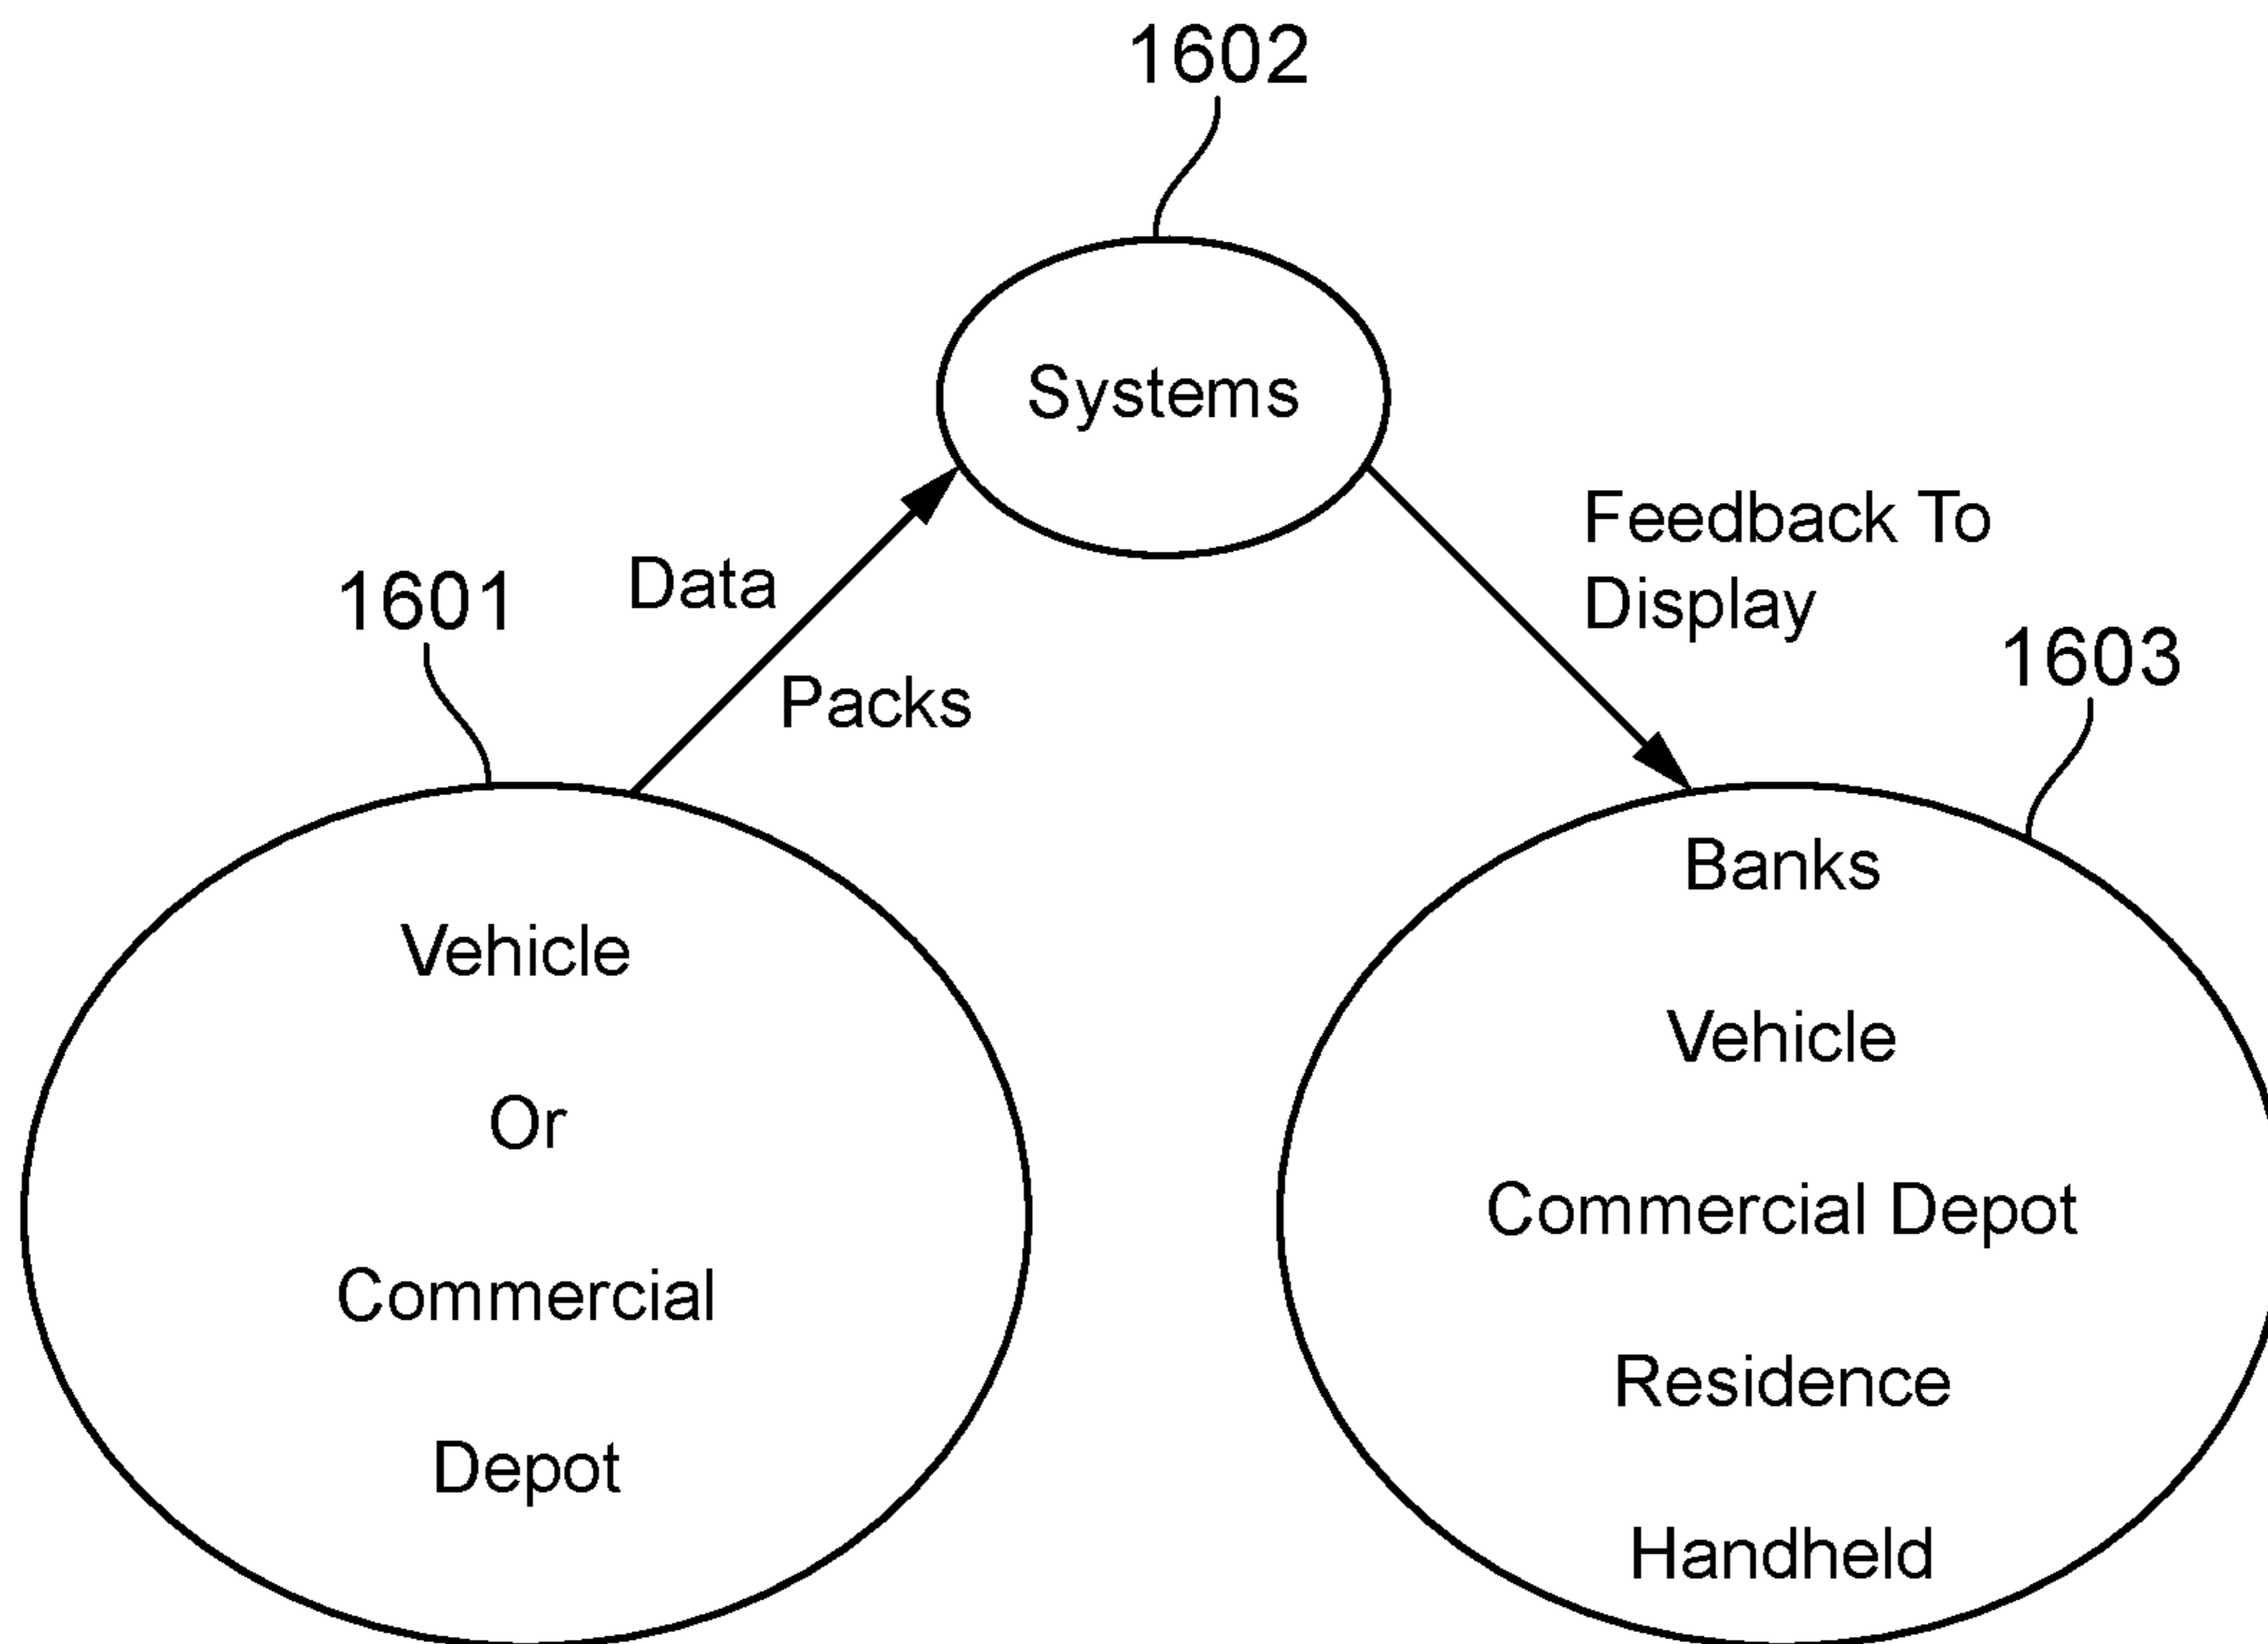 1602
Systems
Feedback To
Display
Data
Packs
1601
1603
Vehicle
Or
Commercial
Depot
Banks
Vehicle
Commercial Depot
Residence
Handheld